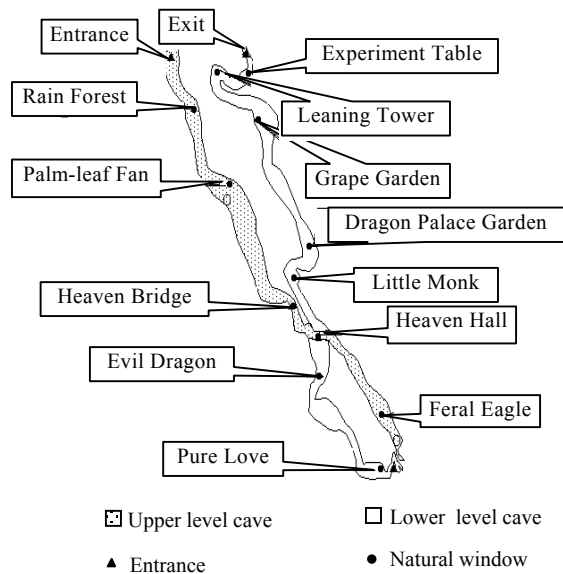 Exit
Entrance
Experiment Table
Rain Forest
Leaning Tower
Palm-leaf Fan
Grape Garden
Dragon Palace Garden
Little Monk
Heaven Bridge
Heaven Hall
Evil Dragon
Feral Eagle
Pure Love
Upper level cave
Lower level cave
Entrance
Natural window